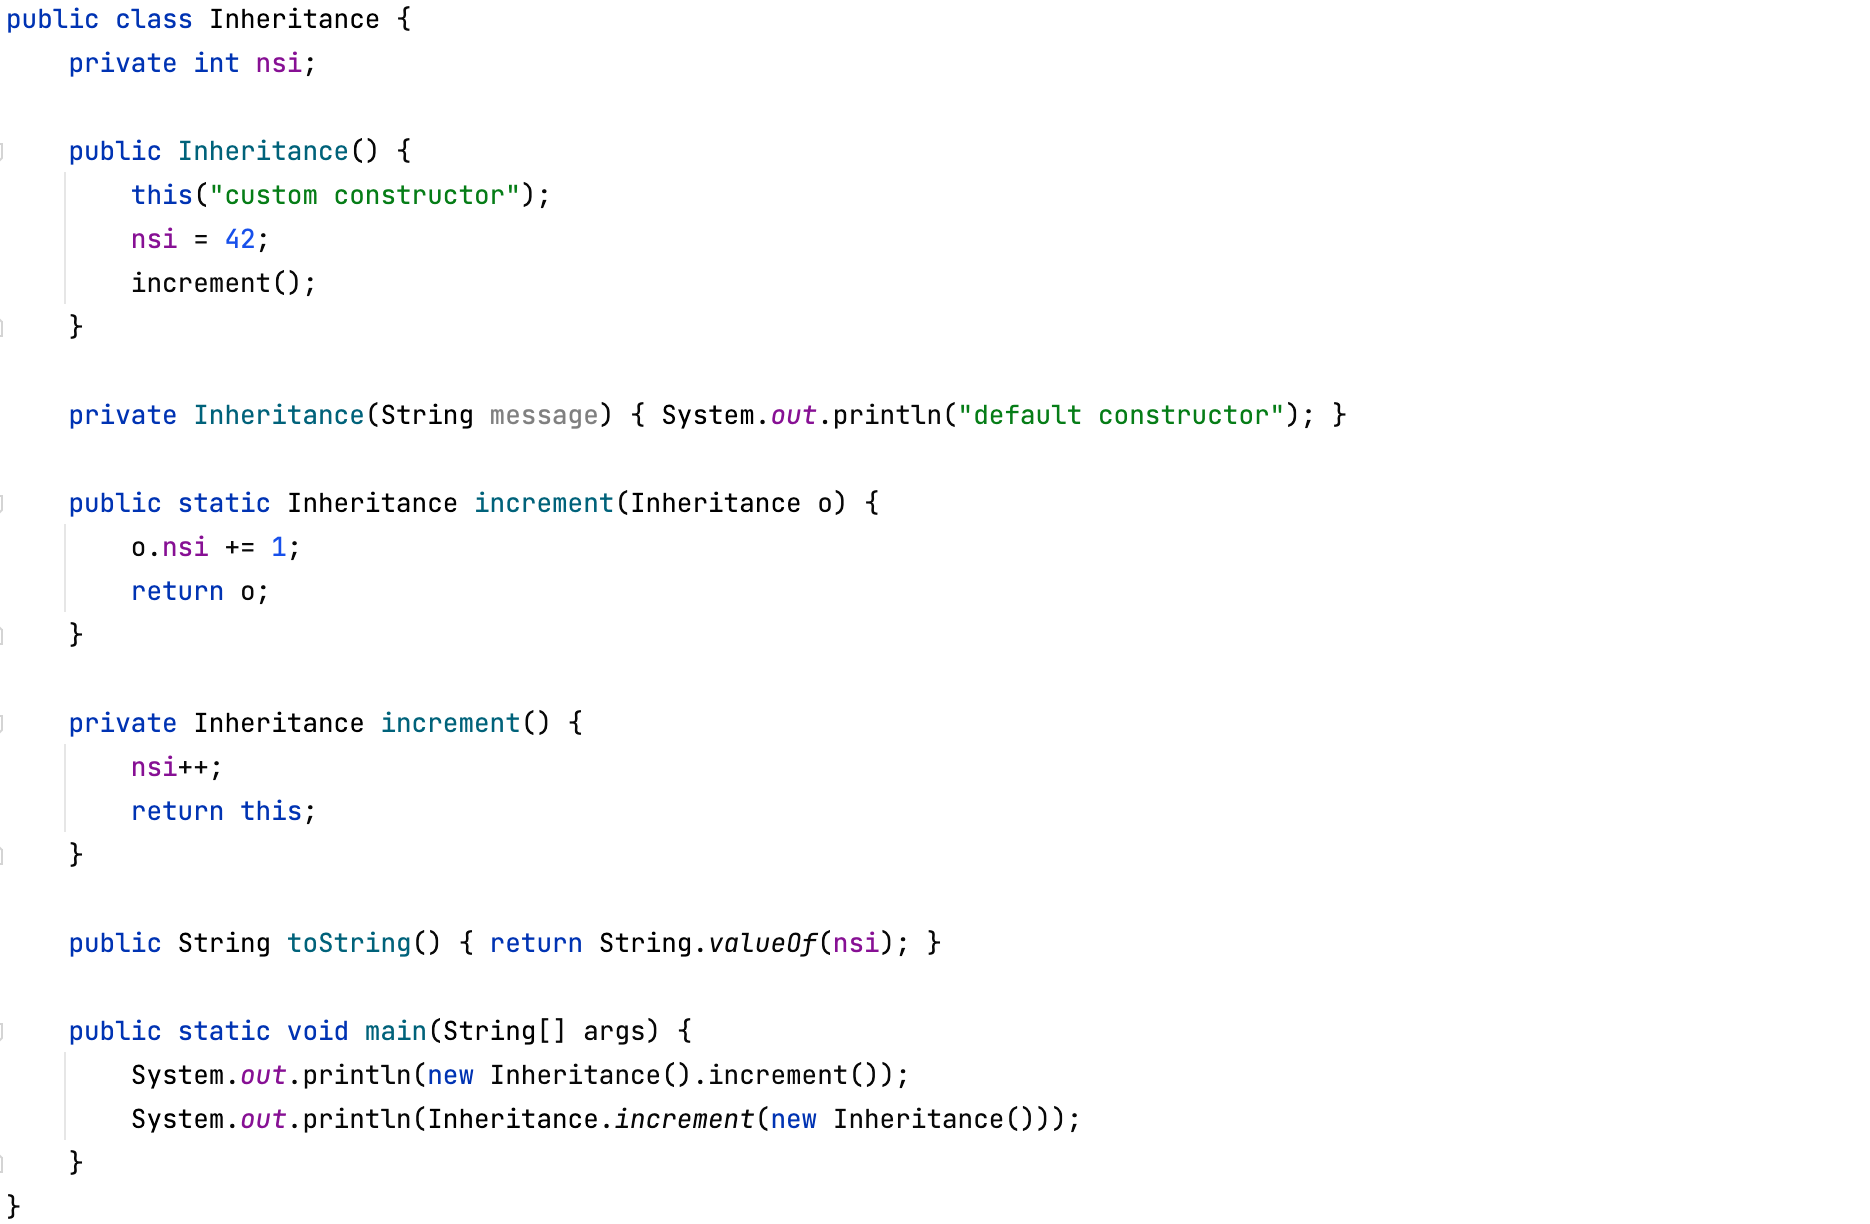 public class Inheritance {
    private int nsi;

    public Inheritance() {
        this("custom constructor");
        nsi = 42;
        increment();
    }

    private Inheritance(String message) { System.out.println("default constructor"); }

    public static Inheritance increment(Inheritance o) {
        o.nsi += 1;
        return o;
    }

    private Inheritance increment() {
        nsi++;
        return this;
    }

    public String toString() { return String.valueOf(nsi); }

    public static void main(String[] args) {
        System.out.println(new Inheritance().increment());
        System.out.println(Inheritance.increment(new Inheritance()));
    }
}